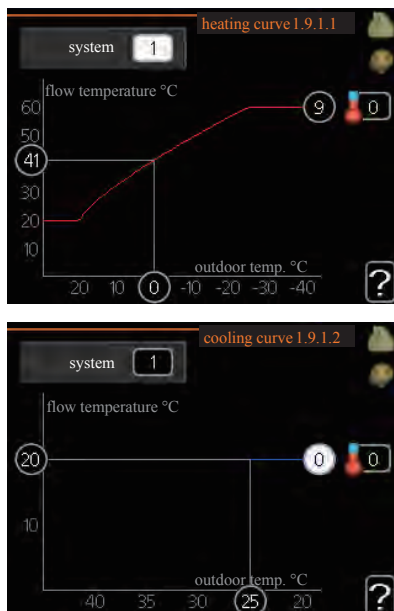 heating curve 1.9.1.1
system 1
flow temperature °C
60
9 0
50
41
30
20
10
outdoor temp. °C
20 10 0 -10 -20 -30 -40
?
cooling curve 1.9.1.2
system 1
flow temperature °C
20 0 0
10
outdoor temp. °C
40 35 30 25 20
?